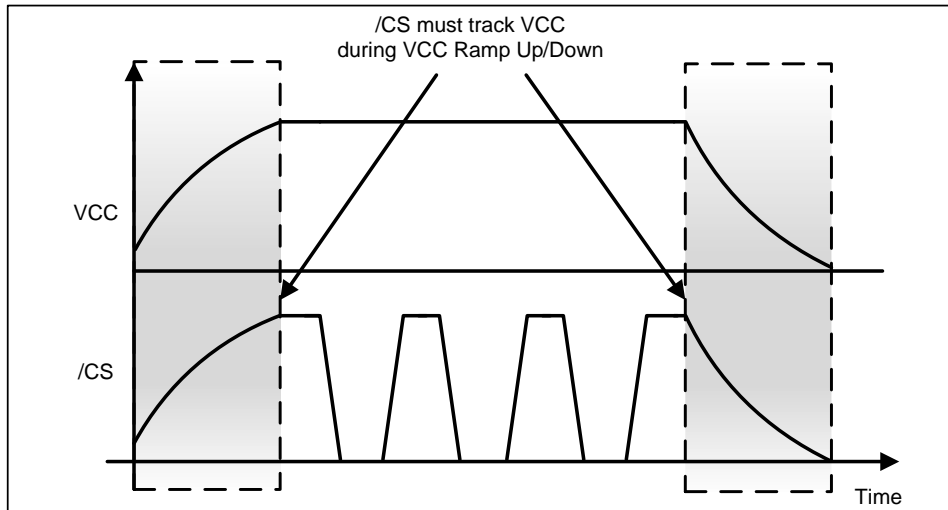 /CS must track VCC
during VCC Ramp Up/Down
VCC
/CS
Time